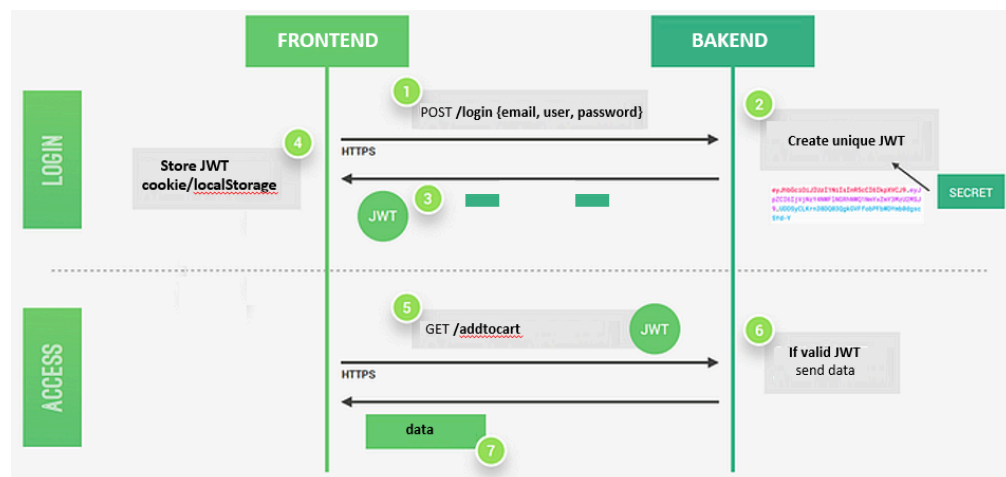 FRONTEND
BAKEND
LOGIN
1
POST /login {email, user, password}
HTTPS
2
Create unique JWT
SECRET
4
Store JWT
cookie/localStorage
JWT
3
ACCESS
5
GET /addtocart
JWT
HTTPS
6
If valid JWT
send data
data
7